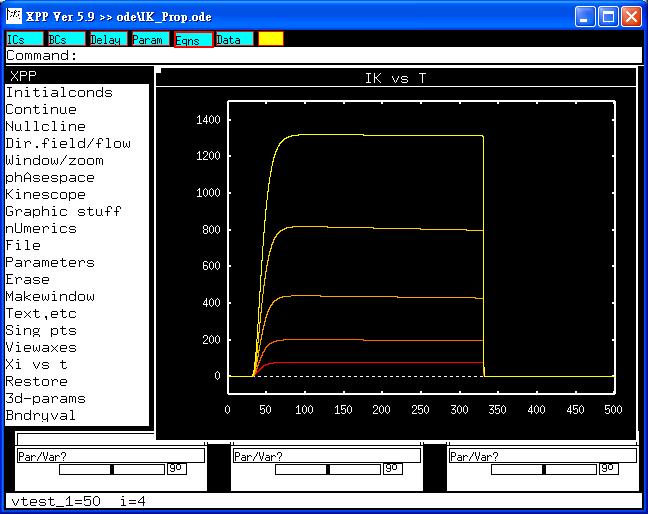 XPP Ver 5.9 >> ode\IK_Prop.ode
ICs BCs Delay Param Eqns Data
Command:
XPP
Initialconds
Continue
Nullcline
Dir.field/flow
Window/zoom
phAsespace
Kinescope
Graphic stuff
nUmerics
File
Parameters
Erase
Makewindow
Text,etc
Sing pts
Viewaxes
Xi vs t
Restore
3d-params
Bndryval
IK vs T
1400
1200
1000
800
600
400
200
0
0 50 100 150 200 250 300 350 400 450 500
Par/Var? Par/Var? Par/Var?
go go go
vtest_1=50 i=4